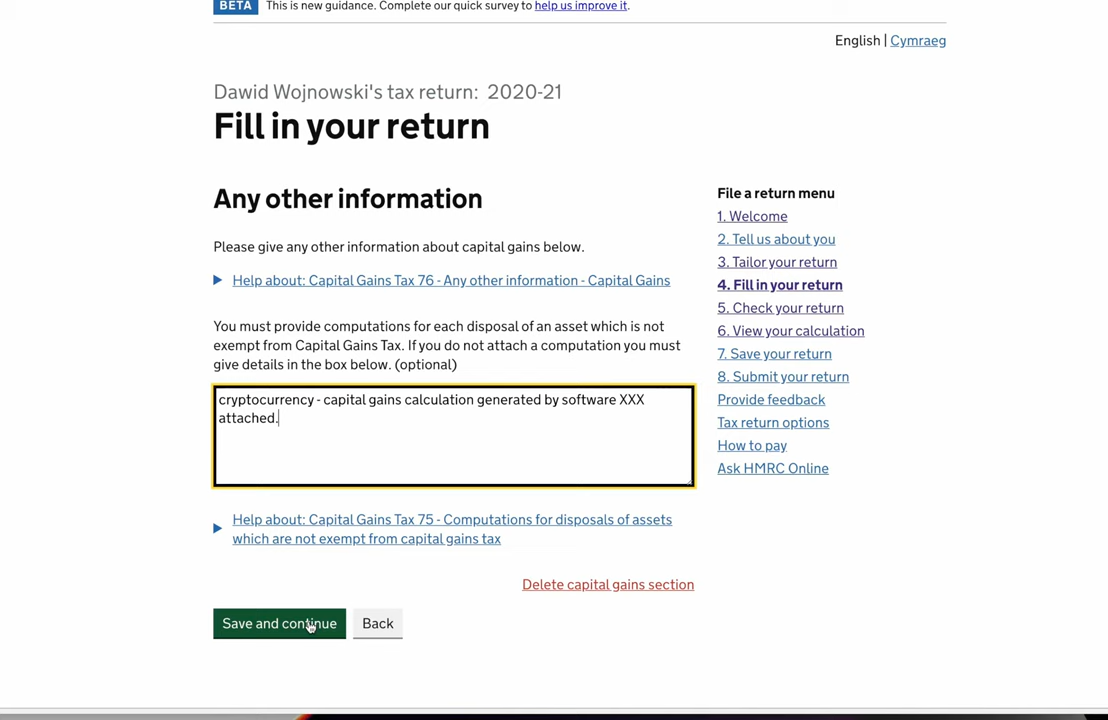 BETA This is new guidance. Complete our quick survey to help us improve it.
English | Cymraeg
Dawid Wojnowski's tax return: 2020-21
Fill in your return
Any other information
Please give any other information about capital gains below.
Help about: Capital Gains Tax 76 - Any other information - Capital Gains
You must provide computations for each disposal of an asset which is not
exempt from Capital Gains Tax. If you do not attach a computation you must
give details in the box below. (optional)
cryptocurrency - capital gains calculation generated by software XXX
attached.
Help about: Capital Gains Tax 75 - Computations for disposals of assets
which are not exempt from capital gains tax
Delete capital gains section
Save and continue
Back
File a return menu
1. Welcome
2. Tell us about you
3. Tailor your return
4. Fill in your return
5. Check your return
6. View your calculation
7. Save your return
8. Submit your return
Provide feedback
Tax return options
How to pay
Ask HMRC Online